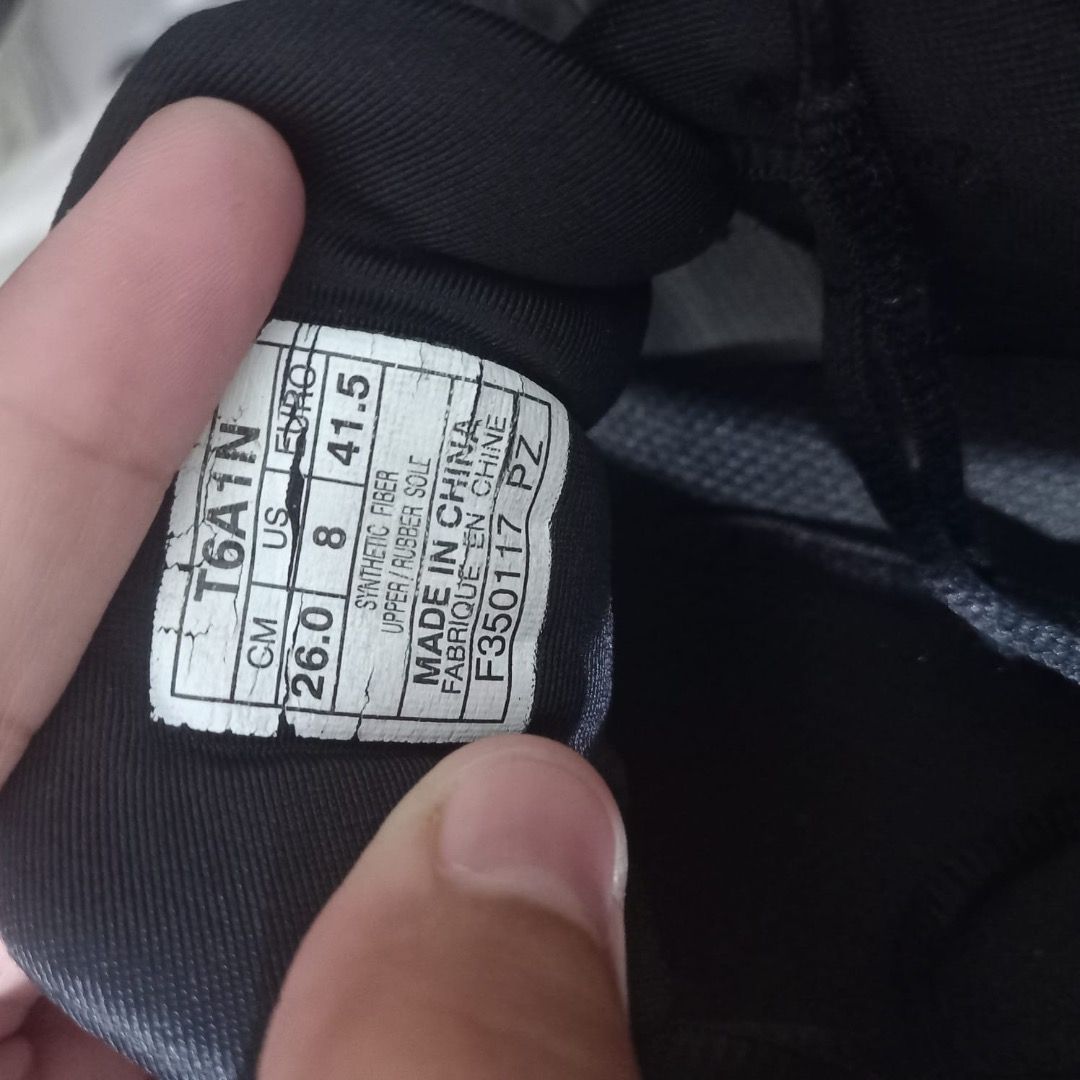 T6A1N
CM US EURO
26.0 8 41.5
SYNTHETIC FIBER
UPPER/RUBBER SOLE
MADE IN CHINA
FABRIQUE EN CHINE
F350117 PZ